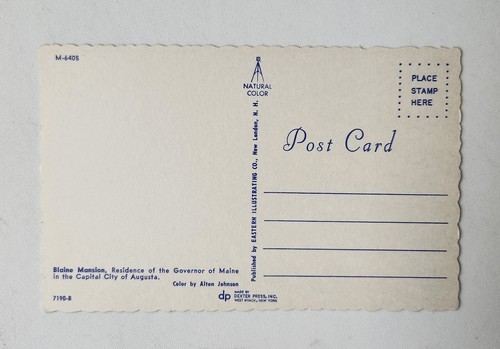 M-640S
NATURAL
COLOR
PLACE
STAMP
HERE
Post Card
Published by EASTERN ILLUSTRATING CO., New London, N. H.
Blaine Mansion, Residence of the Governor of Maine
in the Capital City of Augusta.
Color by Alton Johnson
719G-B
dp
MADE BY
DEXTER PRESS, INC.
WEST NYACK, NEW YORK